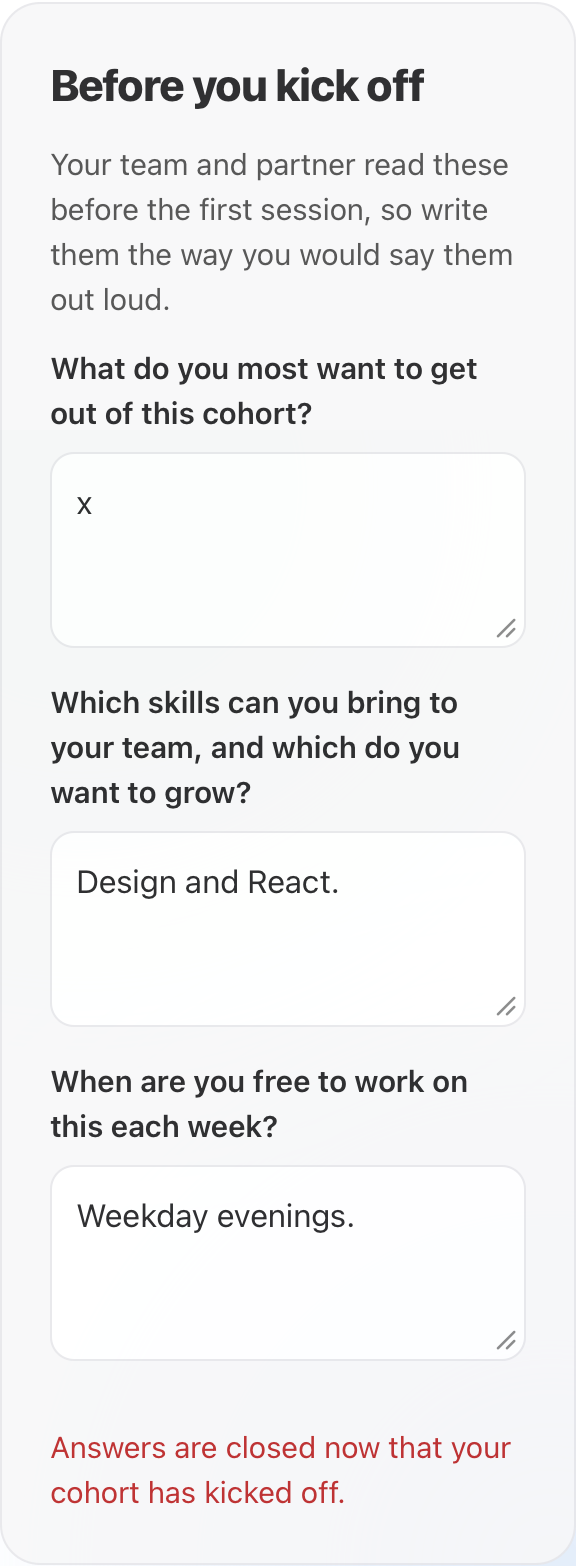 Before you kick off
Your team and partner read these
before the first session, so write
them the way you would say them
out loud.
What do you most want to get
out of this cohort?
x
Which skills can you bring to
your team, and which do you
want to grow?
Design and React.
When are you free to work on
this each week?
Weekday evenings.
Answers are closed now that your
cohort has kicked off.